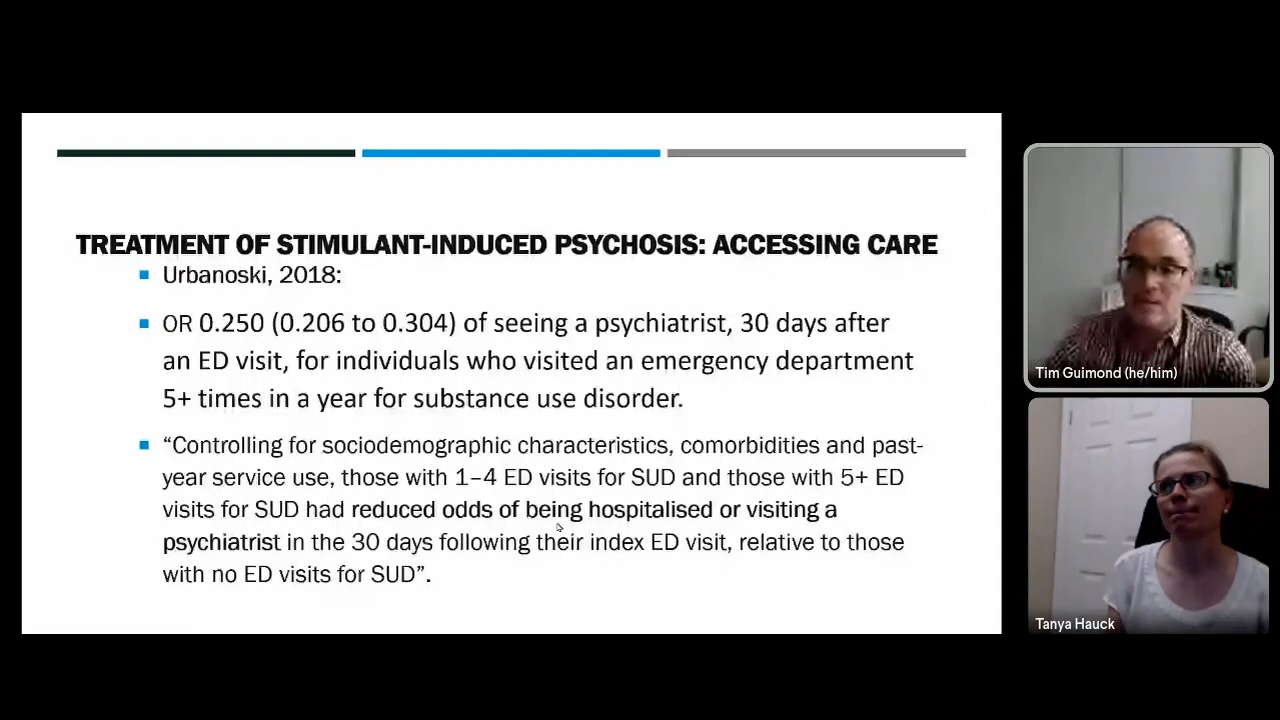 TREATMENT OF STIMULANT-INDUCED PSYCHOSIS: ACCESSING CARE
Urbanoski, 2018:
OR 0.250 (0.206 to 0.304) of seeing a psychiatrist, 30 days after
an ED visit, for individuals who visited an emergency department
5+ times in a year for substance use disorder.
“Controlling for sociodemographic characteristics, comorbidities and past-
year service use, those with 1–4 ED visits for SUD and those with 5+ ED
visits for SUD had reduced odds of being hospitalised or visiting a
psychiatrist in the 30 days following their index ED visit, relative to those
with no ED visits for SUD”.
Tim Guimond (he/him)
Tanya Hauck